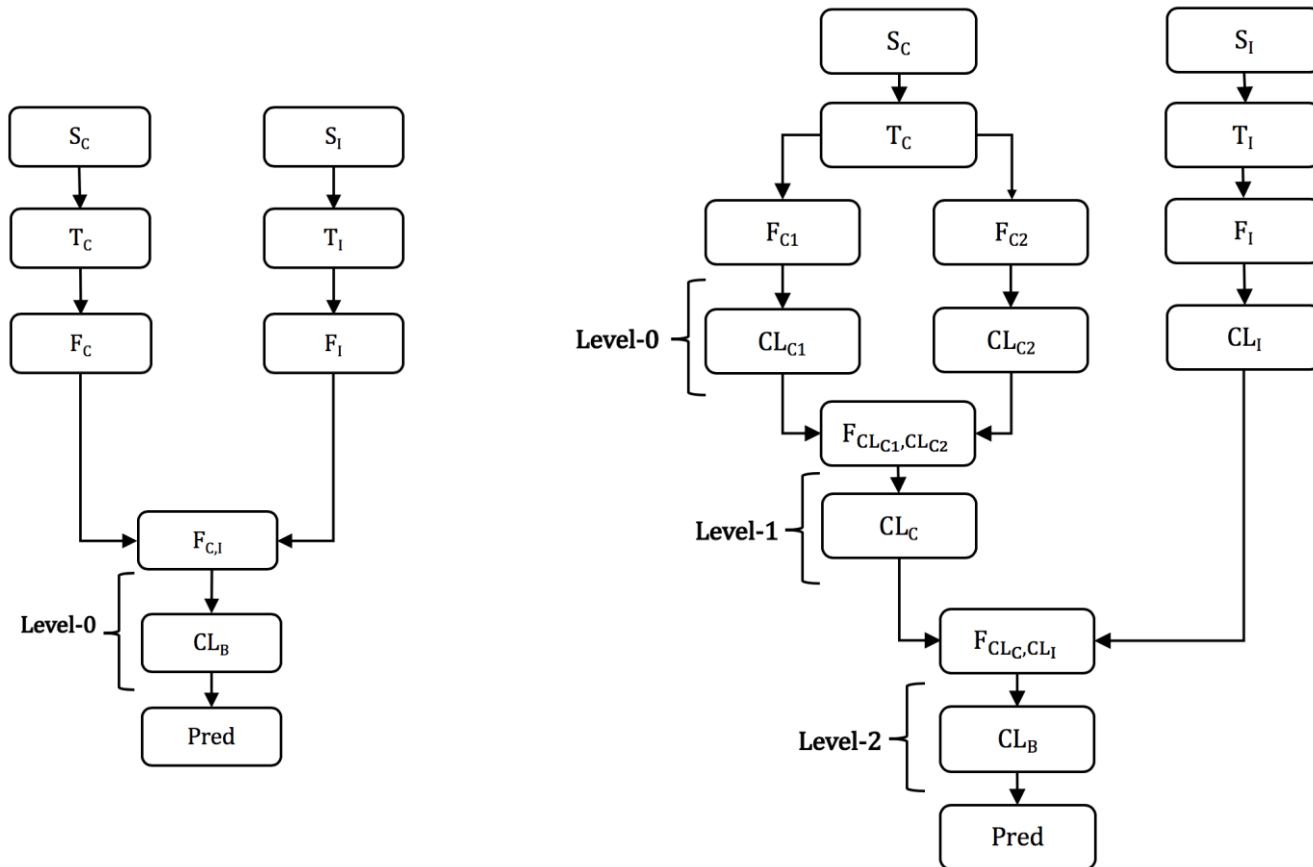 S_C
S_I
T_C
T_I
F_C
F_I
F_C,I
Level-0
CL_B
Pred
S_C
S_I
T_C
T_I
F_C1
F_C2
F_I
Level-0
CL_C1
CL_C2
CL_I
F_CL_C1,CL_C2
Level-1
CL_C
F_CL_C,CL_I
Level-2
CL_B
Pred